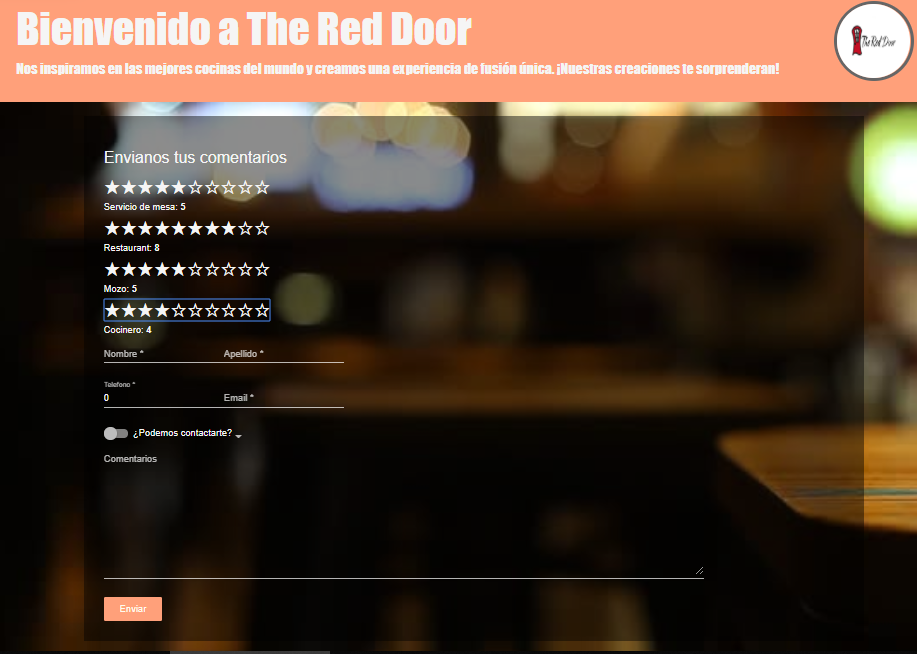 Bienvenido a The Red Door
Nos inspiramos en las mejores cocinas del mundo y creamos una experiencia de fusión única. ¡Nuestras creaciones te sorprenderan!
The Red Door
Envianos tus comentarios
Servicio de mesa: 5
Restaurant: 8
Mozo: 5
Cocinero: 4
Nombre * Apellido *
Telefono *
0 Email *
¿Podemos contactarte?
Comentarios
Enviar